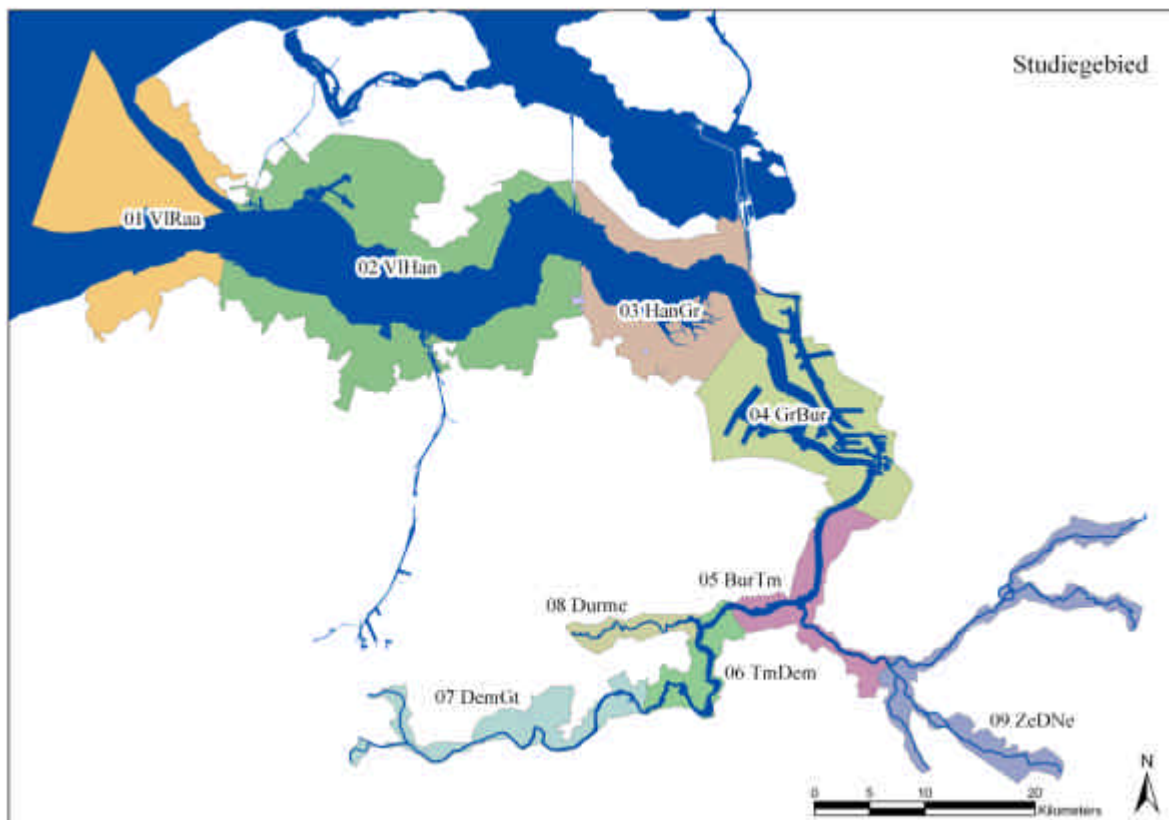 Studiegebied
01 VlRaa
02 VlHan
03 HanGr
04 GrBur
05 BurTm
08 Durme
06 TmDem
07 DemGt
09 ZeDNe
N
0 5 10 20
Kilometers